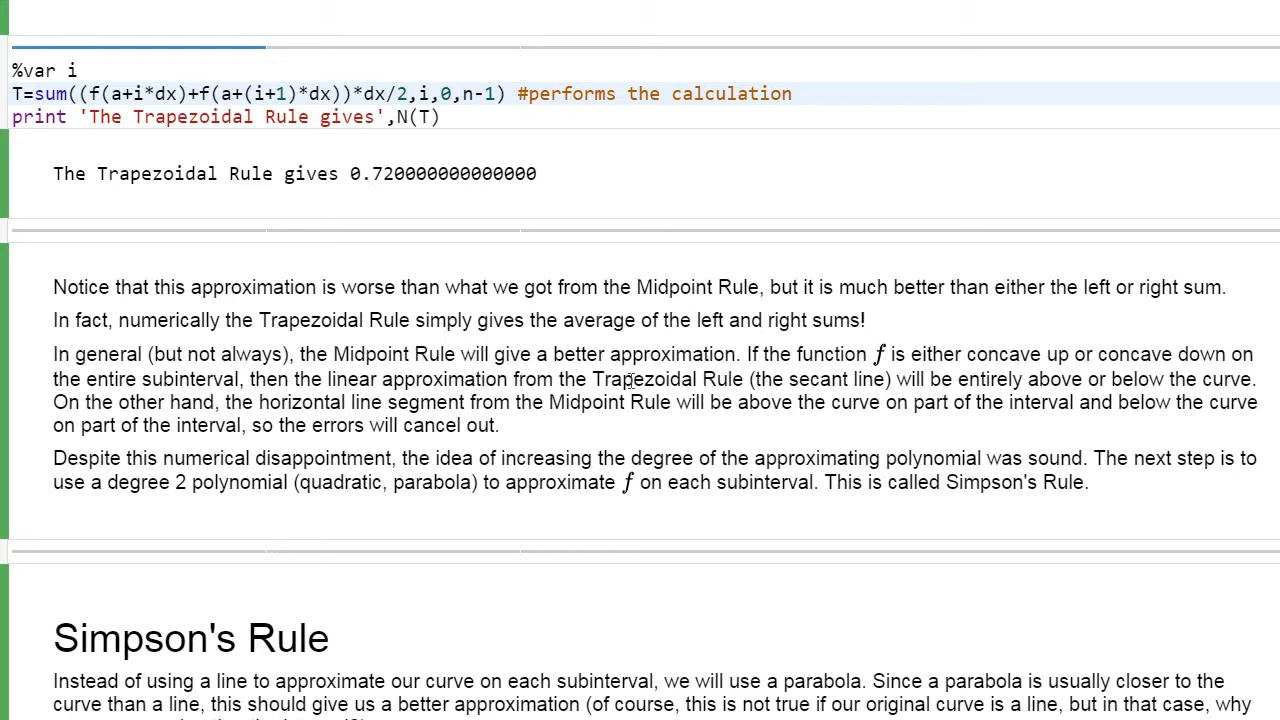 %var i
T=sum((f(a+i*dx)+f(a+(i+1)*dx))*dx/2,i,0,n-1) #performs the calculation
print 'The Trapezoidal Rule gives',N(T)
The Trapezoidal Rule gives 0.720000000000000
Notice that this approximation is worse than what we got from the Midpoint Rule, but it is much better than either the left or right sum.
In fact, numerically the Trapezoidal Rule simply gives the average of the left and right sums!
In general (but not always), the Midpoint Rule will give a better approximation. If the function f is either concave up or concave down on
the entire subinterval, then the linear approximation from the Trapezoidal Rule (the secant line) will be entirely above or below the curve.
On the other hand, the horizontal line segment from the Midpoint Rule will be above the curve on part of the interval and below the curve
on part of the interval, so the errors will cancel out.
Despite this numerical disappointment, the idea of increasing the degree of the approximating polynomial was sound. The next step is to
use a degree 2 polynomial (quadratic, parabola) to approximate f on each subinterval. This is called Simpson's Rule.
Simpson's Rule
Instead of using a line to approximate our curve on each subinterval, we will use a parabola. Since a parabola is usually closer to the
curve than a line, this should give us a better approximation (of course, this is not true if our original curve is a line, but in that case, why